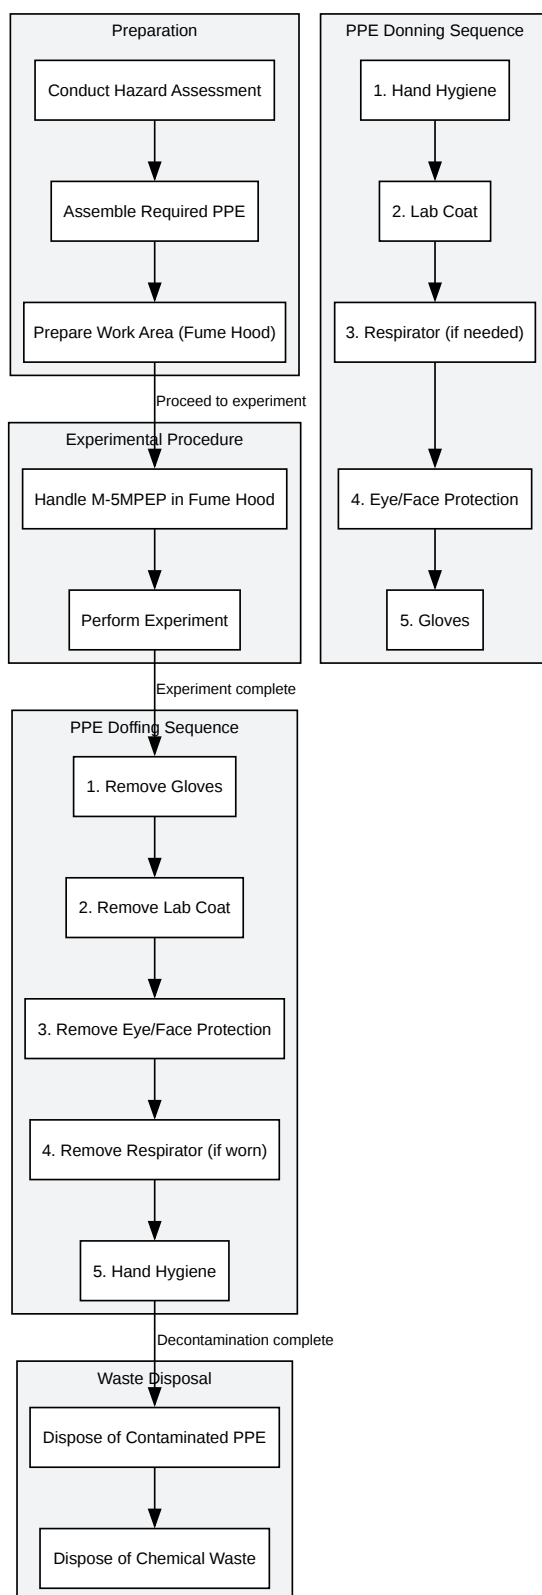 Preparation
Conduct Hazard Assessment
Assemble Required PPE
Prepare Work Area (Fume Hood)
Proceed to experiment
Experimental Procedure
Handle M-5MPEP in Fume Hood
Perform Experiment
Experiment complete
PPE Doffing Sequence
1. Remove Gloves
2. Remove Lab Coat
3. Remove Eye/Face Protection
4. Remove Respirator (if worn)
5. Hand Hygiene
Decontamination complete
Waste Disposal
Dispose of Contaminated PPE
Dispose of Chemical Waste
PPE Donning Sequence
1. Hand Hygiene
2. Lab Coat
3. Respirator (if needed)
4. Eye/Face Protection
5. Gloves